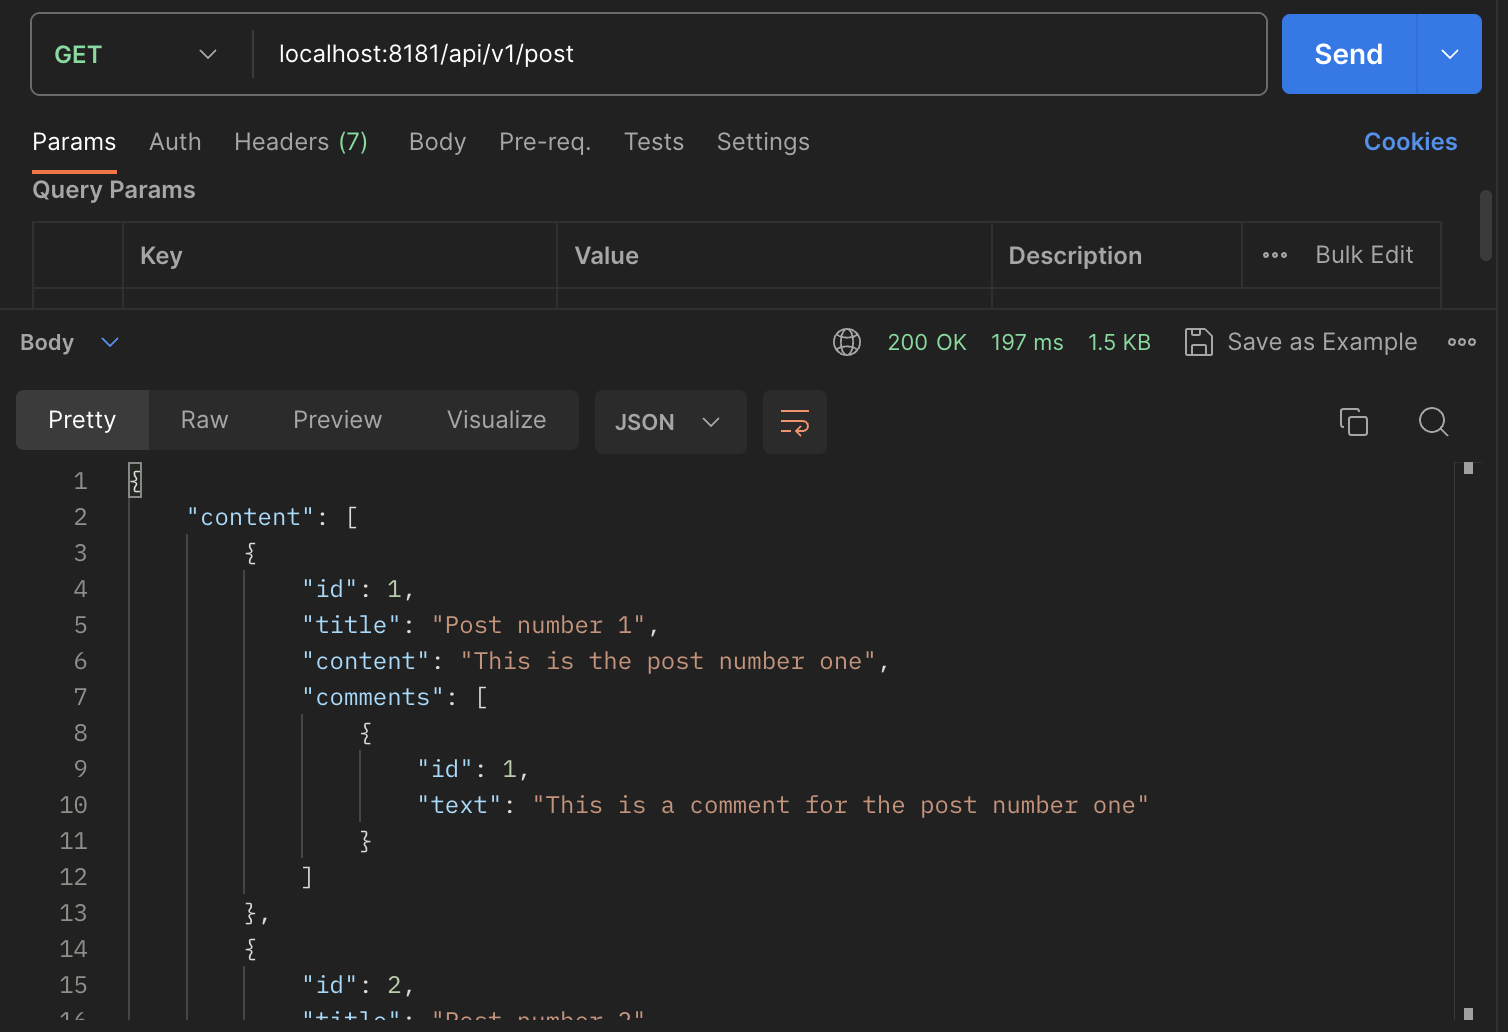 GET localhost:8181/api/v1/post Send
Params Auth Headers (7) Body Pre-req. Tests Settings Cookies
Query Params
Key Value Description Bulk Edit
Body 200 OK 197 ms 1.5 KB Save as Example
Pretty Raw Preview Visualize JSON
1 {
2 "content": [
3 {
4 "id": 1,
5 "title": "Post number 1",
6 "content": "This is the post number one",
7 "comments": [
8 {
9 "id": 1,
10 "text": "This is a comment for the post number one"
11 }
12 ]
13 },
14 {
15 "id": 2,
16 "title": "Post number 2",